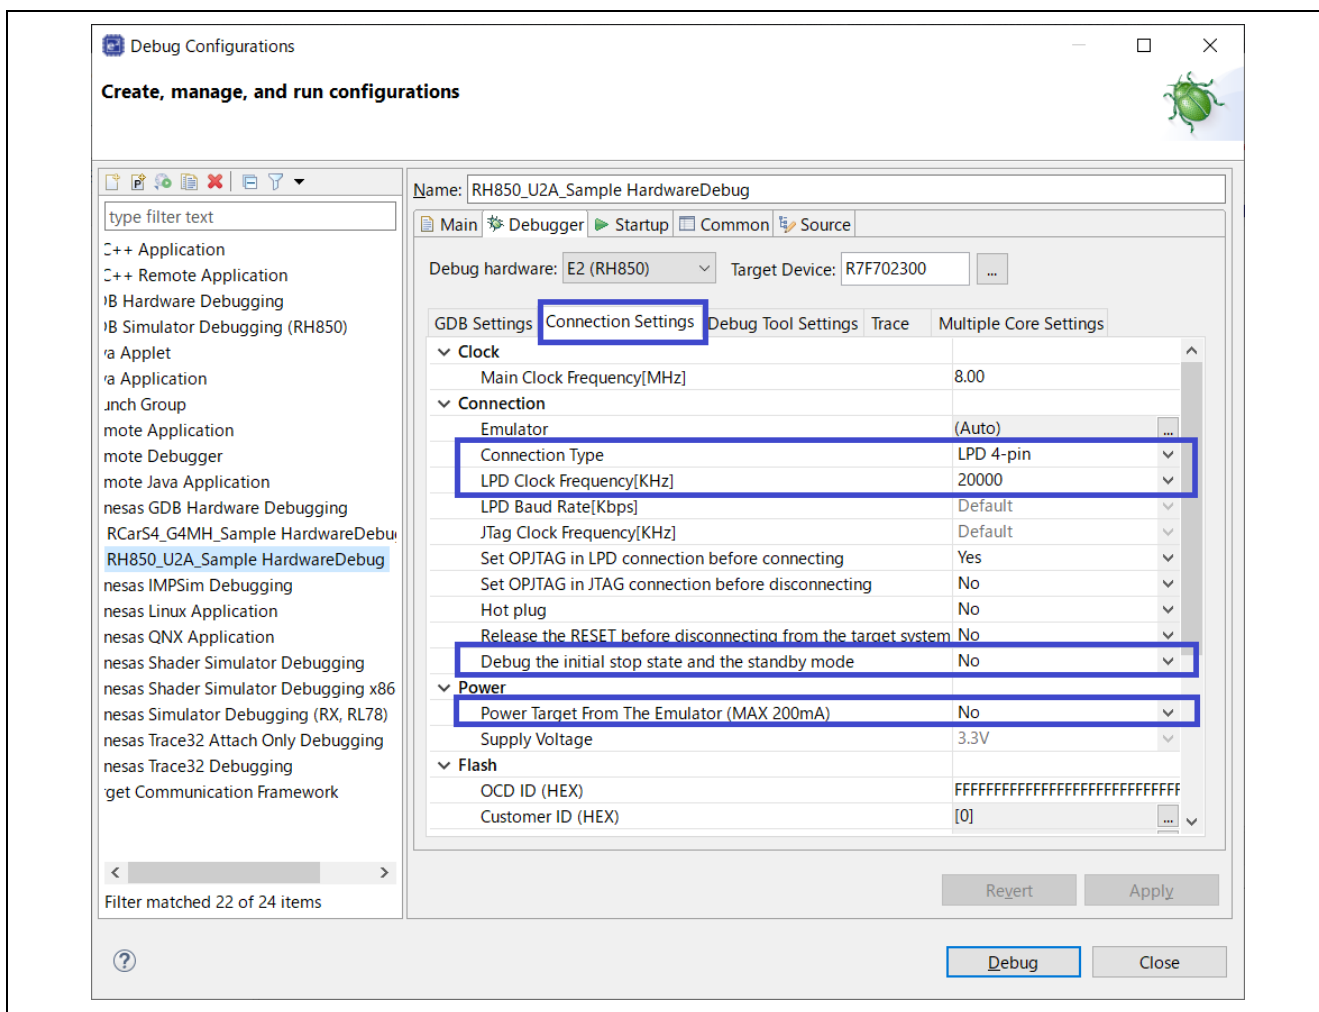 Debug Configurations
Create, manage, and run configurations
type filter text
C++ Application
C++ Remote Application
B Hardware Debugging
B Simulator Debugging (RH850)
a Applet
a Application
unch Group
mote Application
mote Debugger
mote Java Application
nesas GDB Hardware Debugging
RCarS4_G4MH_Sample HardwareDebu
RH850_U2A_Sample HardwareDebug
nesas IMPSim Debugging
nesas Linux Application
nesas QNX Application
nesas Shader Simulator Debugging
nesas Shader Simulator Debugging x86
nesas Simulator Debugging (RX, RL78)
nesas Trace32 Attach Only Debugging
nesas Trace32 Debugging
get Communication Framework
Filter matched 22 of 24 items
Name: RH850_U2A_Sample HardwareDebug
Main Debugger Startup Common Source
Debug hardware: E2 (RH850) Target Device: R7F702300 ...
GDB Settings Connection Settings Debug Tool Settings Trace Multiple Core Settings
Clock
Main Clock Frequency[MHz] 8.00
Connection
Emulator (Auto) ...
Connection Type LPD 4-pin
LPD Clock Frequency[KHz] 20000
LPD Baud Rate[Kbps] Default
JTag Clock Frequency[KHz] Default
Set OPJTAG in LPD connection before connecting Yes
Set OPJTAG in JTAG connection before disconnecting No
Hot plug No
Release the RESET before disconnecting from the target system No
Debug the initial stop state and the standby mode No
Power
Power Target From The Emulator (MAX 200mA) No
Supply Voltage 3.3V
Flash
OCD ID (HEX) FFFFFFFFFFFFFFFFFFFFFFFFFFFFF
Customer ID (HEX) [0] ...
Revert Apply
? Debug Close